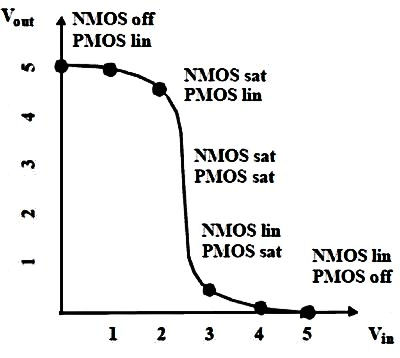 Vout
NMOS off
PMOS lin
5
NMOS sat
PMOS lin
4
3
NMOS sat
PMOS sat
2
NMOS lin
PMOS sat
1
NMOS lin
PMOS off
1 2 3 4 5 Vin